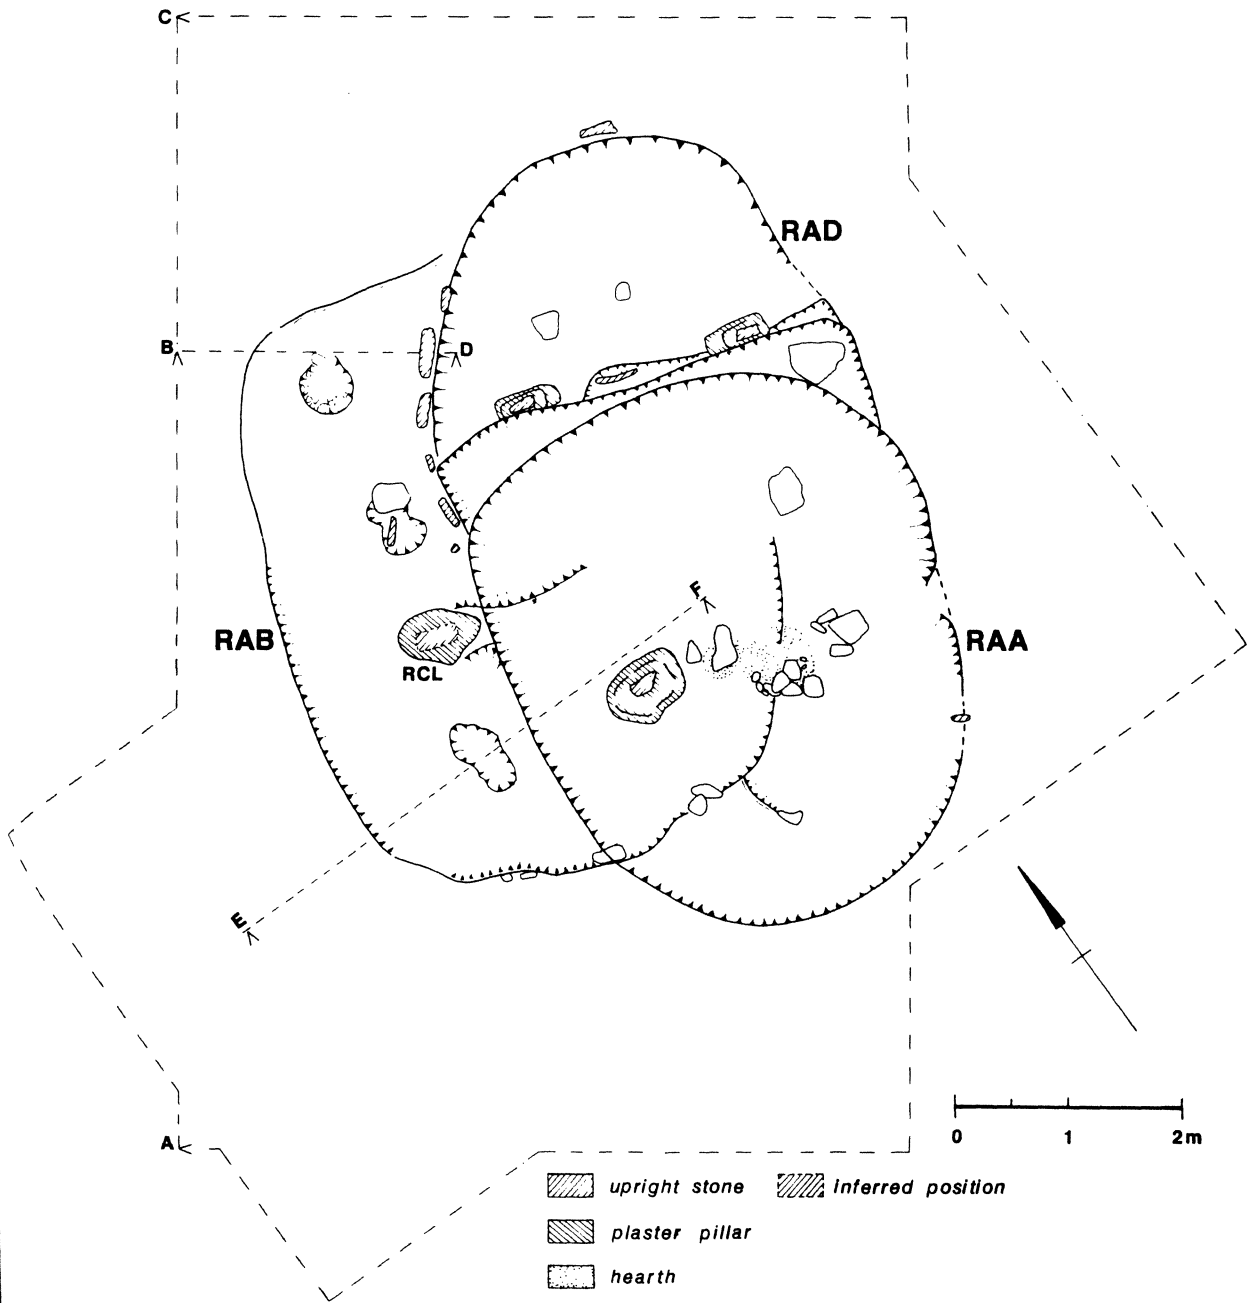 C
RAD
B
D
F
RAB
RAA
RCL
E
A
0 1 2m
upright stone
inferred position
plaster pillar
hearth